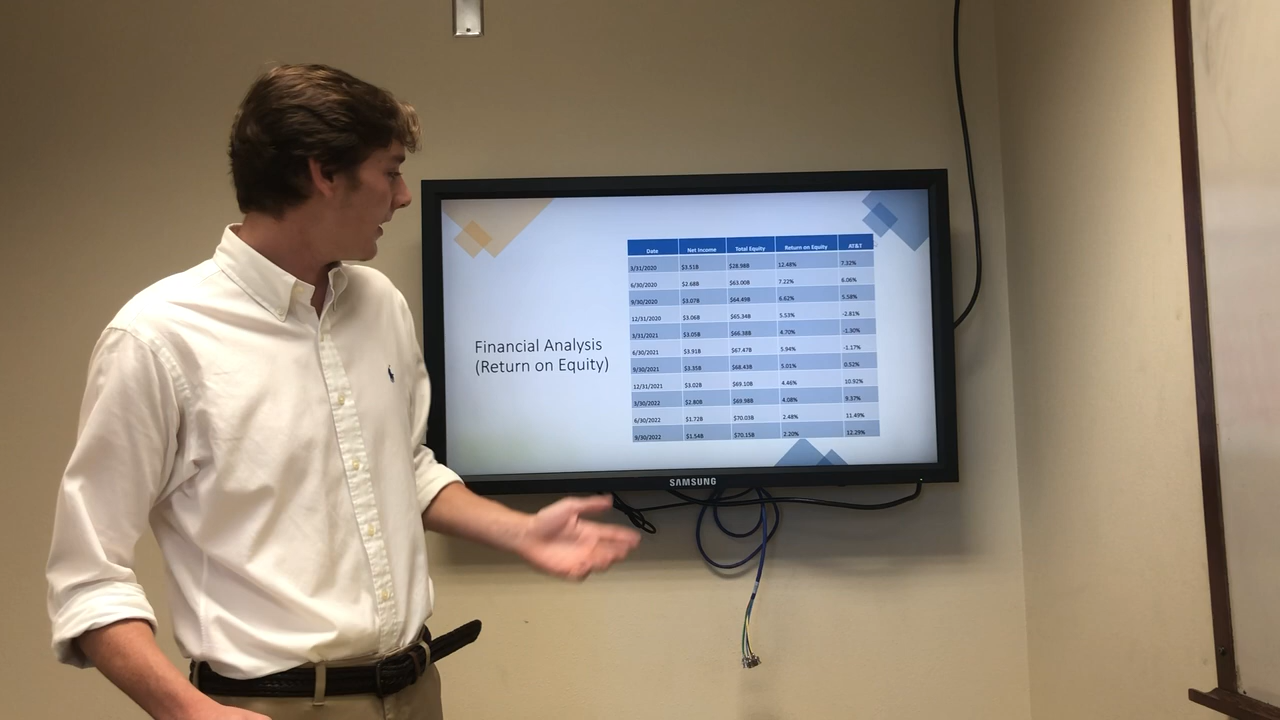 Financial Analysis
(Return on Equity)
Date Net Income Total Equity Return on Equity AT&T
3/31/2020 $3.51B $28.98B 12.48% 7.32%
6/30/2020 $2.68B $63.00B 7.22% 6.06%
9/30/2020 $3.07B $64.49B 6.62% 5.58%
12/31/2020 $3.06B $65.34B 5.53% -2.81%
3/31/2021 $3.05B $66.38B 4.70% -1.30%
6/30/2021 $3.91B $67.47B 5.94% -1.17%
9/30/2021 $3.35B $68.43B 5.01% 0.52%
12/31/2021 $3.02B $69.10B 4.46% 10.92%
3/30/2022 $2.80B $69.98B 4.08% 9.37%
6/30/2022 $1.72B $70.03B 2.48% 11.49%
9/30/2022 $1.54B $70.15B 2.20% 12.29%
SAMSUNG